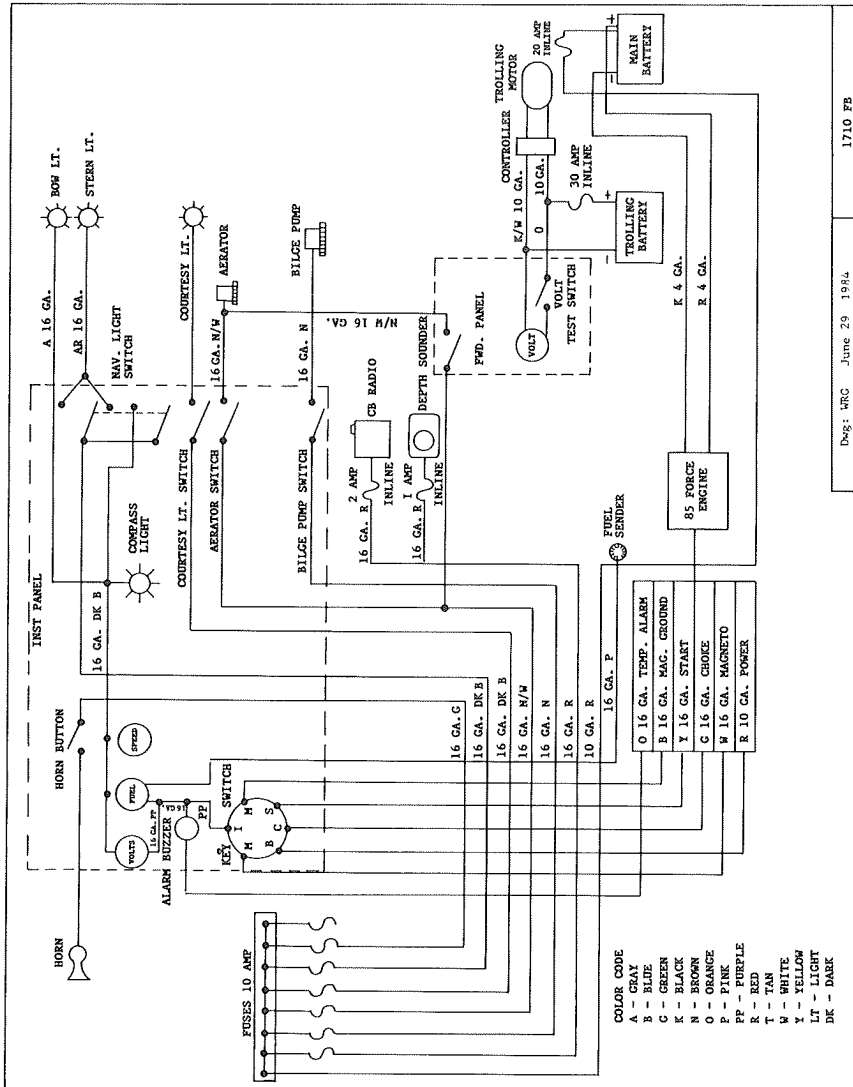 BOW LT.
STERN LT.
A 16 GA.
AR 16 GA.
NAV. LIGHT
SWITCH
COURTESY LT.
AERATOR
16 GA. N/W
BILGE PUMP
16 GA. N
N/W 16 GA.
INST PANEL
16 GA. DK B
COMPASS
LIGHT
COURTESY LT. SWITCH
AERATOR SWITCH
BILGE PUMP SWITCH
HORN
HORN BUTTON
SPEED
FUEL
VOLTS
16 GA. PP
16 GA.
PP
ALARM BUZZER
KEY
SWITCH
M
I
M
B
C
S
TROLLING
MOTOR
20 AMP
INLINE
MAIN
BATTERY
+
-
CONTROLLER
K/W 10 GA.
O 10 GA.
30 AMP
INLINE
TROLLING
BATTERY
+
-
FWD. PANEL
VOLT
VOLT
TEST SWITCH
CB RADIO
2 AMP
INLINE
16 GA. R
DEPTH SOUNDER
1 AMP
INLINE
16 GA. R
K 4 GA.
R 4 GA.
85 FORCE
ENGINE
FUEL
SENDER
16 GA. G
16 GA. DK B
16 GA. DK B
16 GA. N/W
16 GA. N
16 GA. R
10 GA. R
16 GA. P
O 16 GA. TEMP. ALARM
B 16 GA. MAG. GROUND
Y 16 GA. START
G 16 GA. CHOKE
W 16 GA. MAGNETO
R 10 GA. POWER
FUSES 10 AMP
COLOR CODE
A - GRAY
B - BLUE
G - GREEN
K - BLACK
N - BROWN
O - ORANGE
P - PINK
PP - PURPLE
R - RED
T - TAN
W - WHITE
Y - YELLOW
LT - LIGHT
DK - DARK
Dwg: WRG June 29 1984
1710 FB